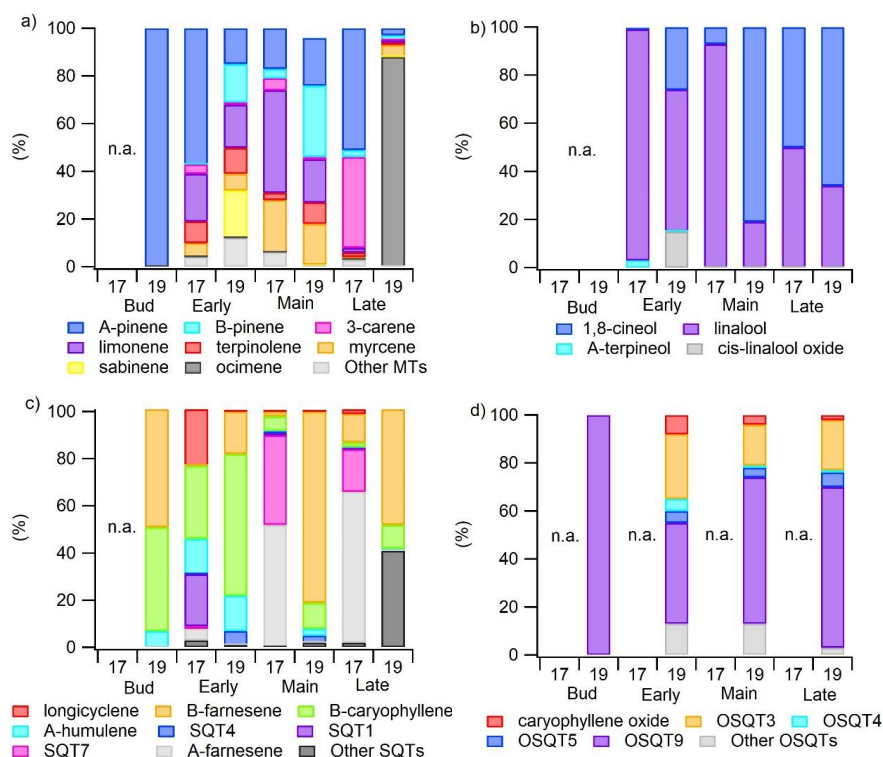 a)
100
80
60
40
20
0
(%)
n.a.
17 19 17 19 17 19 17 19
Bud Early Main Late
A-pinene B-pinene 3-carene
limonene terpinolene myrcene
sabinene ocimene Other MTs
b)
100
80
60
40
20
0
(%)
n.a.
17 19 17 19 17 19 17 19
Bud Early Main Late
1,8-cineol linalool
A-terpineol cis-linalool oxide
c)
100
80
60
40
20
0
(%)
n.a.
17 19 17 19 17 19 17 19
Bud Early Main Late
longicyclene B-farnesene B-caryophyllene
A-humulene SQT4 SQT1
SQT7 A-farnesene Other SQTs
d)
100
80
60
40
20
0
(%)
n.a. n.a. n.a. n.a.
17 19 17 19 17 19 17 19
Bud Early Main Late
caryophyllene oxide OSQT3 OSQT4
OSQT5 OSQT9 Other OSQTs